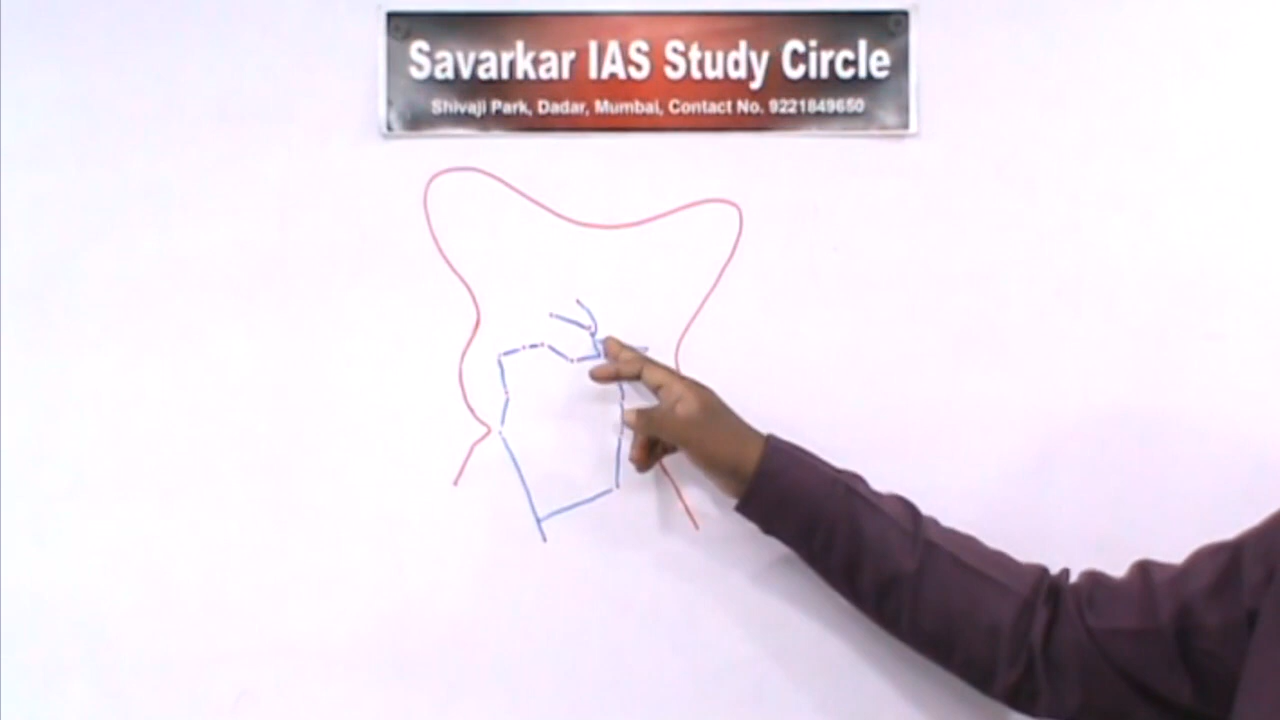 Savarkar IAS Study Circle
Shivaji Park, Dadar, Mumbai, Contact No. 9221849650